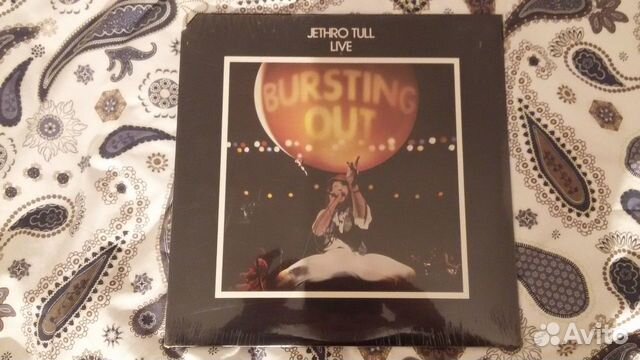 JETHRO TULL
LIVE
BURSTING
OUT
Avito